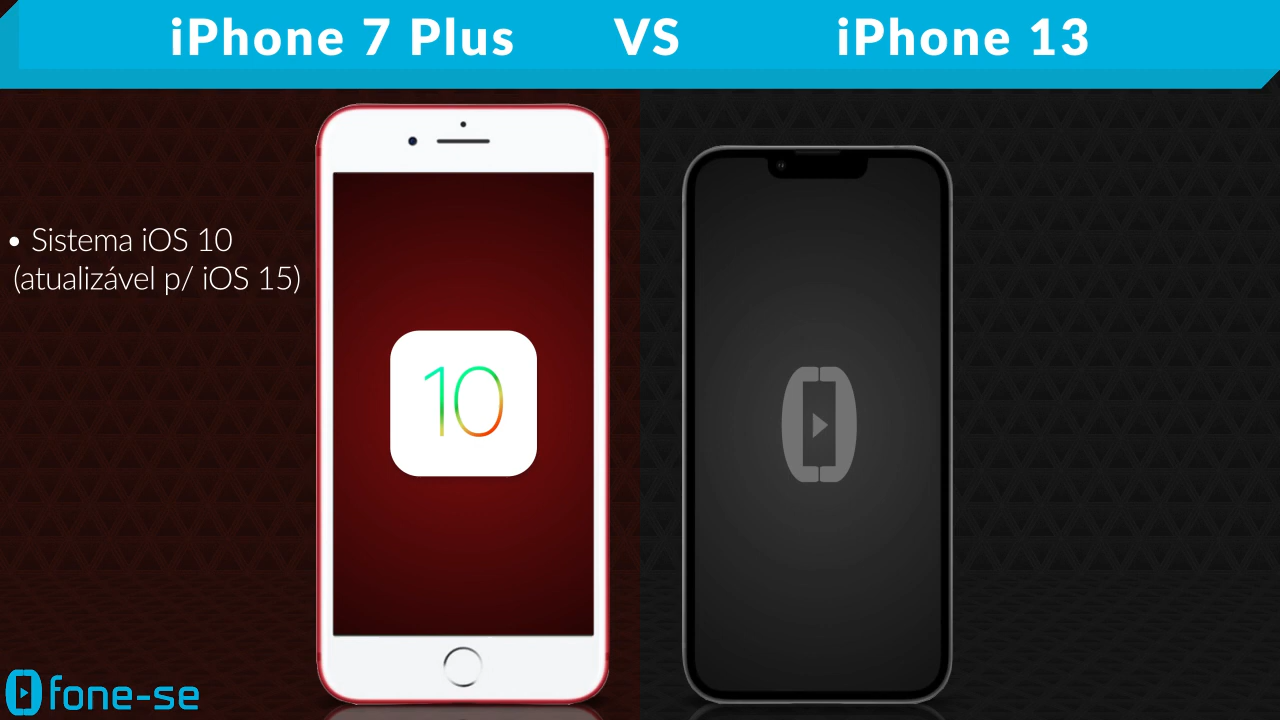 iPhone 7 Plus VS iPhone 13
• Sistema iOS 10
(atualizável p/ iOS 15)
10
fone-se